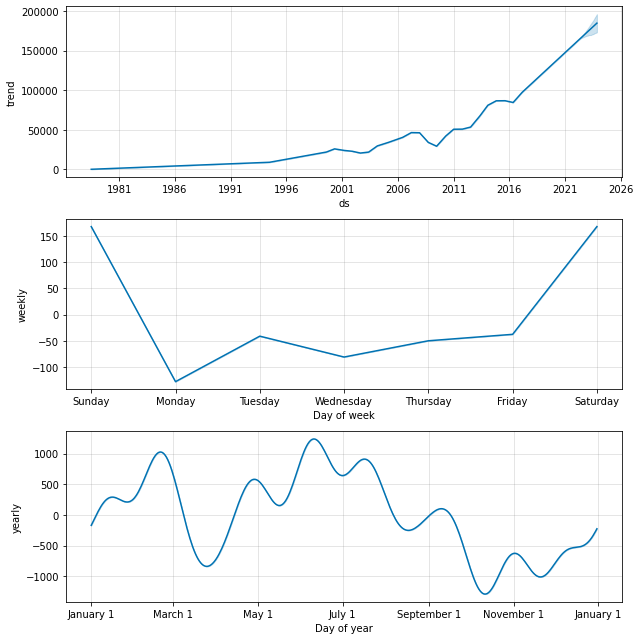 200000
150000
100000
50000
0
trend
1981 1986 1991 1996 2001 2006 2011 2016 2021 2026
ds
150
100
50
0
−50
−100
weekly
Sunday Monday Tuesday Wednesday Thursday Friday Saturday
Day of week
1000
500
0
−500
−1000
yearly
January 1 March 1 May 1 July 1 September 1 November 1 January 1
Day of year